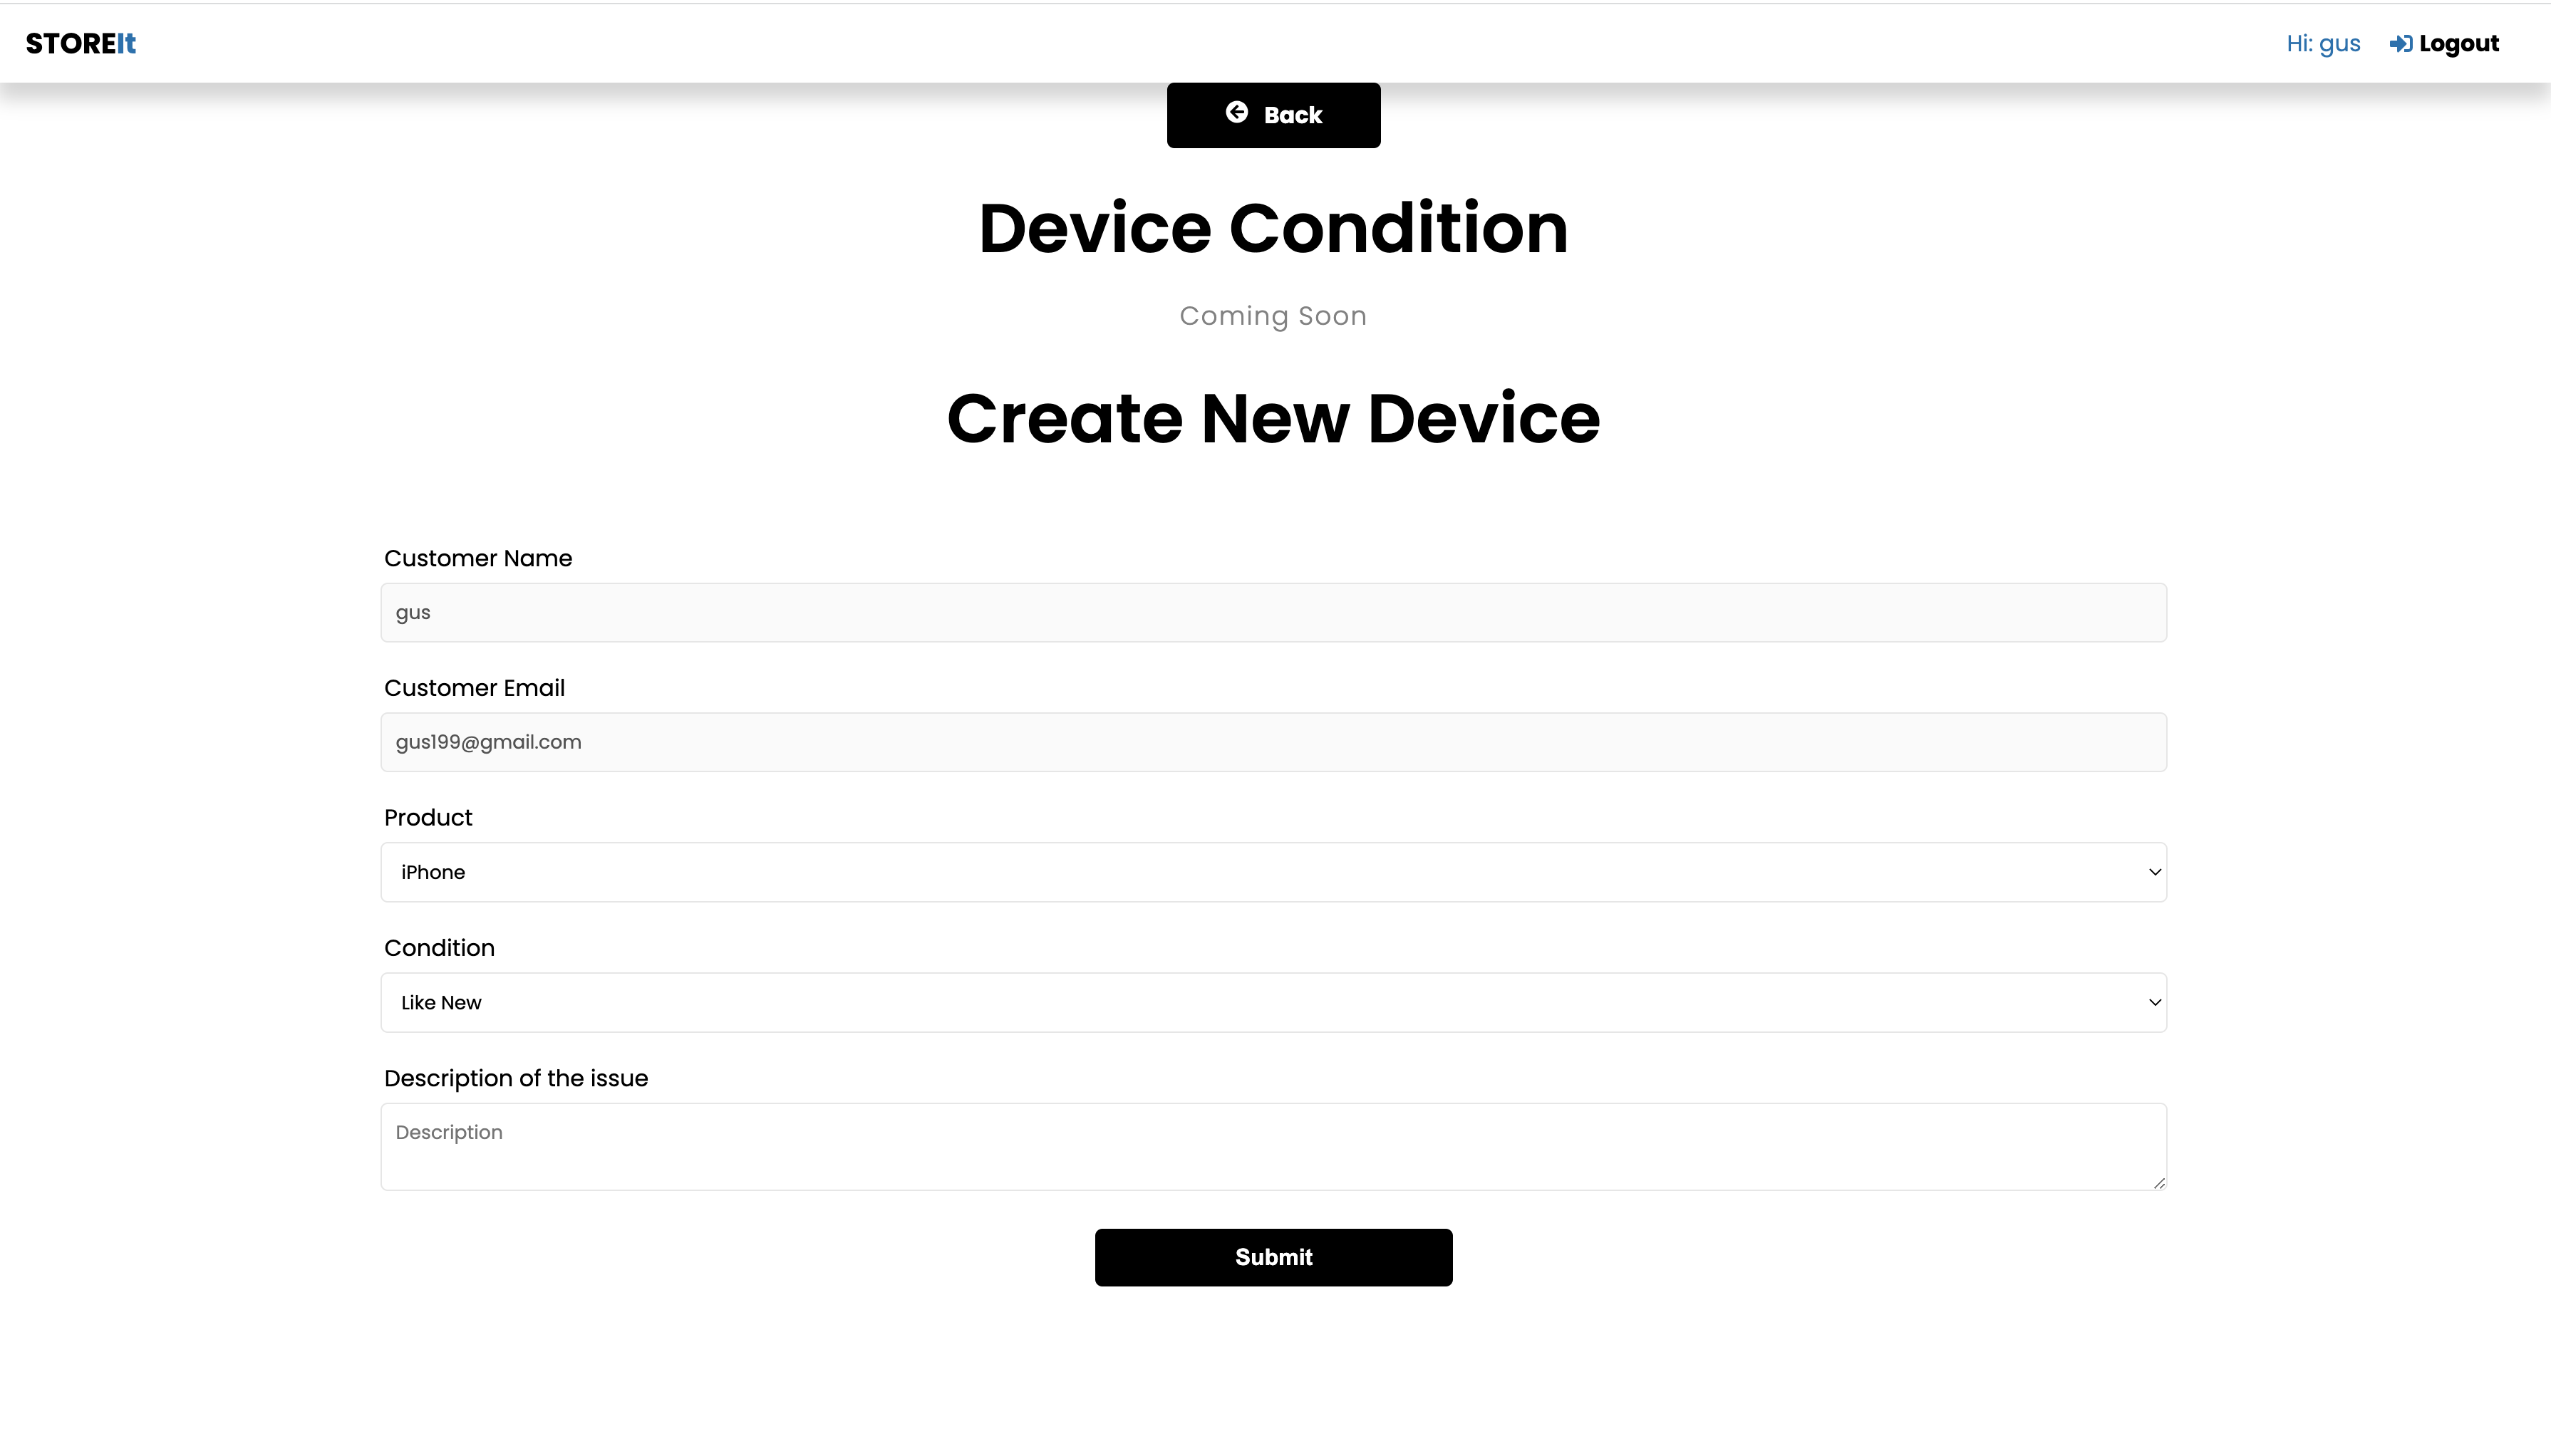 STOREIt
Hi: gus
Logout
Back
Device Condition
Coming Soon
Create New Device
Customer Name
gus
Customer Email
gus199@gmail.com
Product
iPhone
Condition
Like New
Description of the issue
Description
Submit